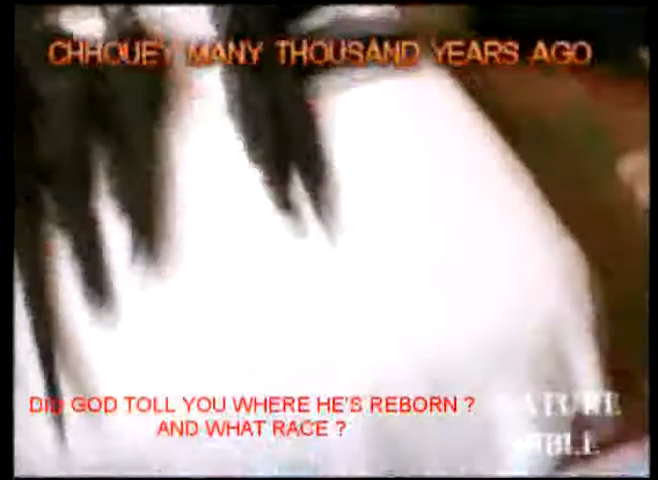 CHHOUEY MANY THOUSAND YEARS AGO
DID GOD TOLL YOU WHERE HE'S REBORN ?
AND WHAT RACE ?